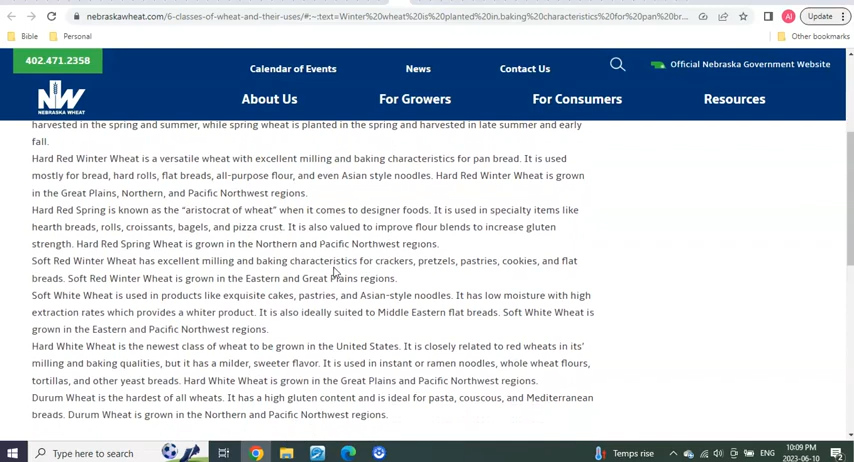 nebraskawheat.com/6-classes-of-wheat-and-their-uses/#:~:text=Winter%20wheat%20is%20planted%20in.baking%20characteristics%20for%20pan%20br...
AI
Update
Bible
Personal
Other bookmarks
402.471.2358
Calendar of Events
News
Contact Us
Official Nebraska Government Website
NW
NEBRASKA WHEAT
About Us
For Growers
For Consumers
Resources
harvested in the spring and summer, while spring wheat is planted in the spring and harvested in late summer and early
fall.
Hard Red Winter Wheat is a versatile wheat with excellent milling and baking characteristics for pan bread. It is used
mostly for bread, hard rolls, flat breads, all-purpose flour, and even Asian style noodles. Hard Red Winter Wheat is grown
in the Great Plains, Northern, and Pacific Northwest regions.
Hard Red Spring is known as the “aristocrat of wheat” when it comes to designer foods. It is used in specialty items like
hearth breads, rolls, croissants, bagels, and pizza crust. It is also valued to improve flour blends to increase gluten
strength. Hard Red Spring Wheat is grown in the Northern and Pacific Northwest regions.
Soft Red Winter Wheat has excellent milling and baking characteristics for crackers, pretzels, pastries, cookies, and flat
breads. Soft Red Winter Wheat is grown in the Eastern and Great Plains regions.
Soft White Wheat is used in products like exquisite cakes, pastries, and Asian-style noodles. It has low moisture with high
extraction rates which provides a whiter product. It is also ideally suited to Middle Eastern flat breads. Soft White Wheat is
grown in the Eastern and Pacific Northwest regions.
Hard White Wheat is the newest class of wheat to be grown in the United States. It is closely related to red wheats in its’
milling and baking qualities, but it has a milder, sweeter flavor. It is used in instant or ramen noodles, whole wheat flours,
tortillas, and other yeast breads. Hard White Wheat is grown in the Great Plains and Pacific Northwest regions.
Durum Wheat is the hardest of all wheats. It has a high gluten content and is ideal for pasta, couscous, and Mediterranean
breads. Durum Wheat is grown in the Northern and Pacific Northwest regions.
Type here to search
Temps rise
ENG
10:09 PM
2023-06-10
2